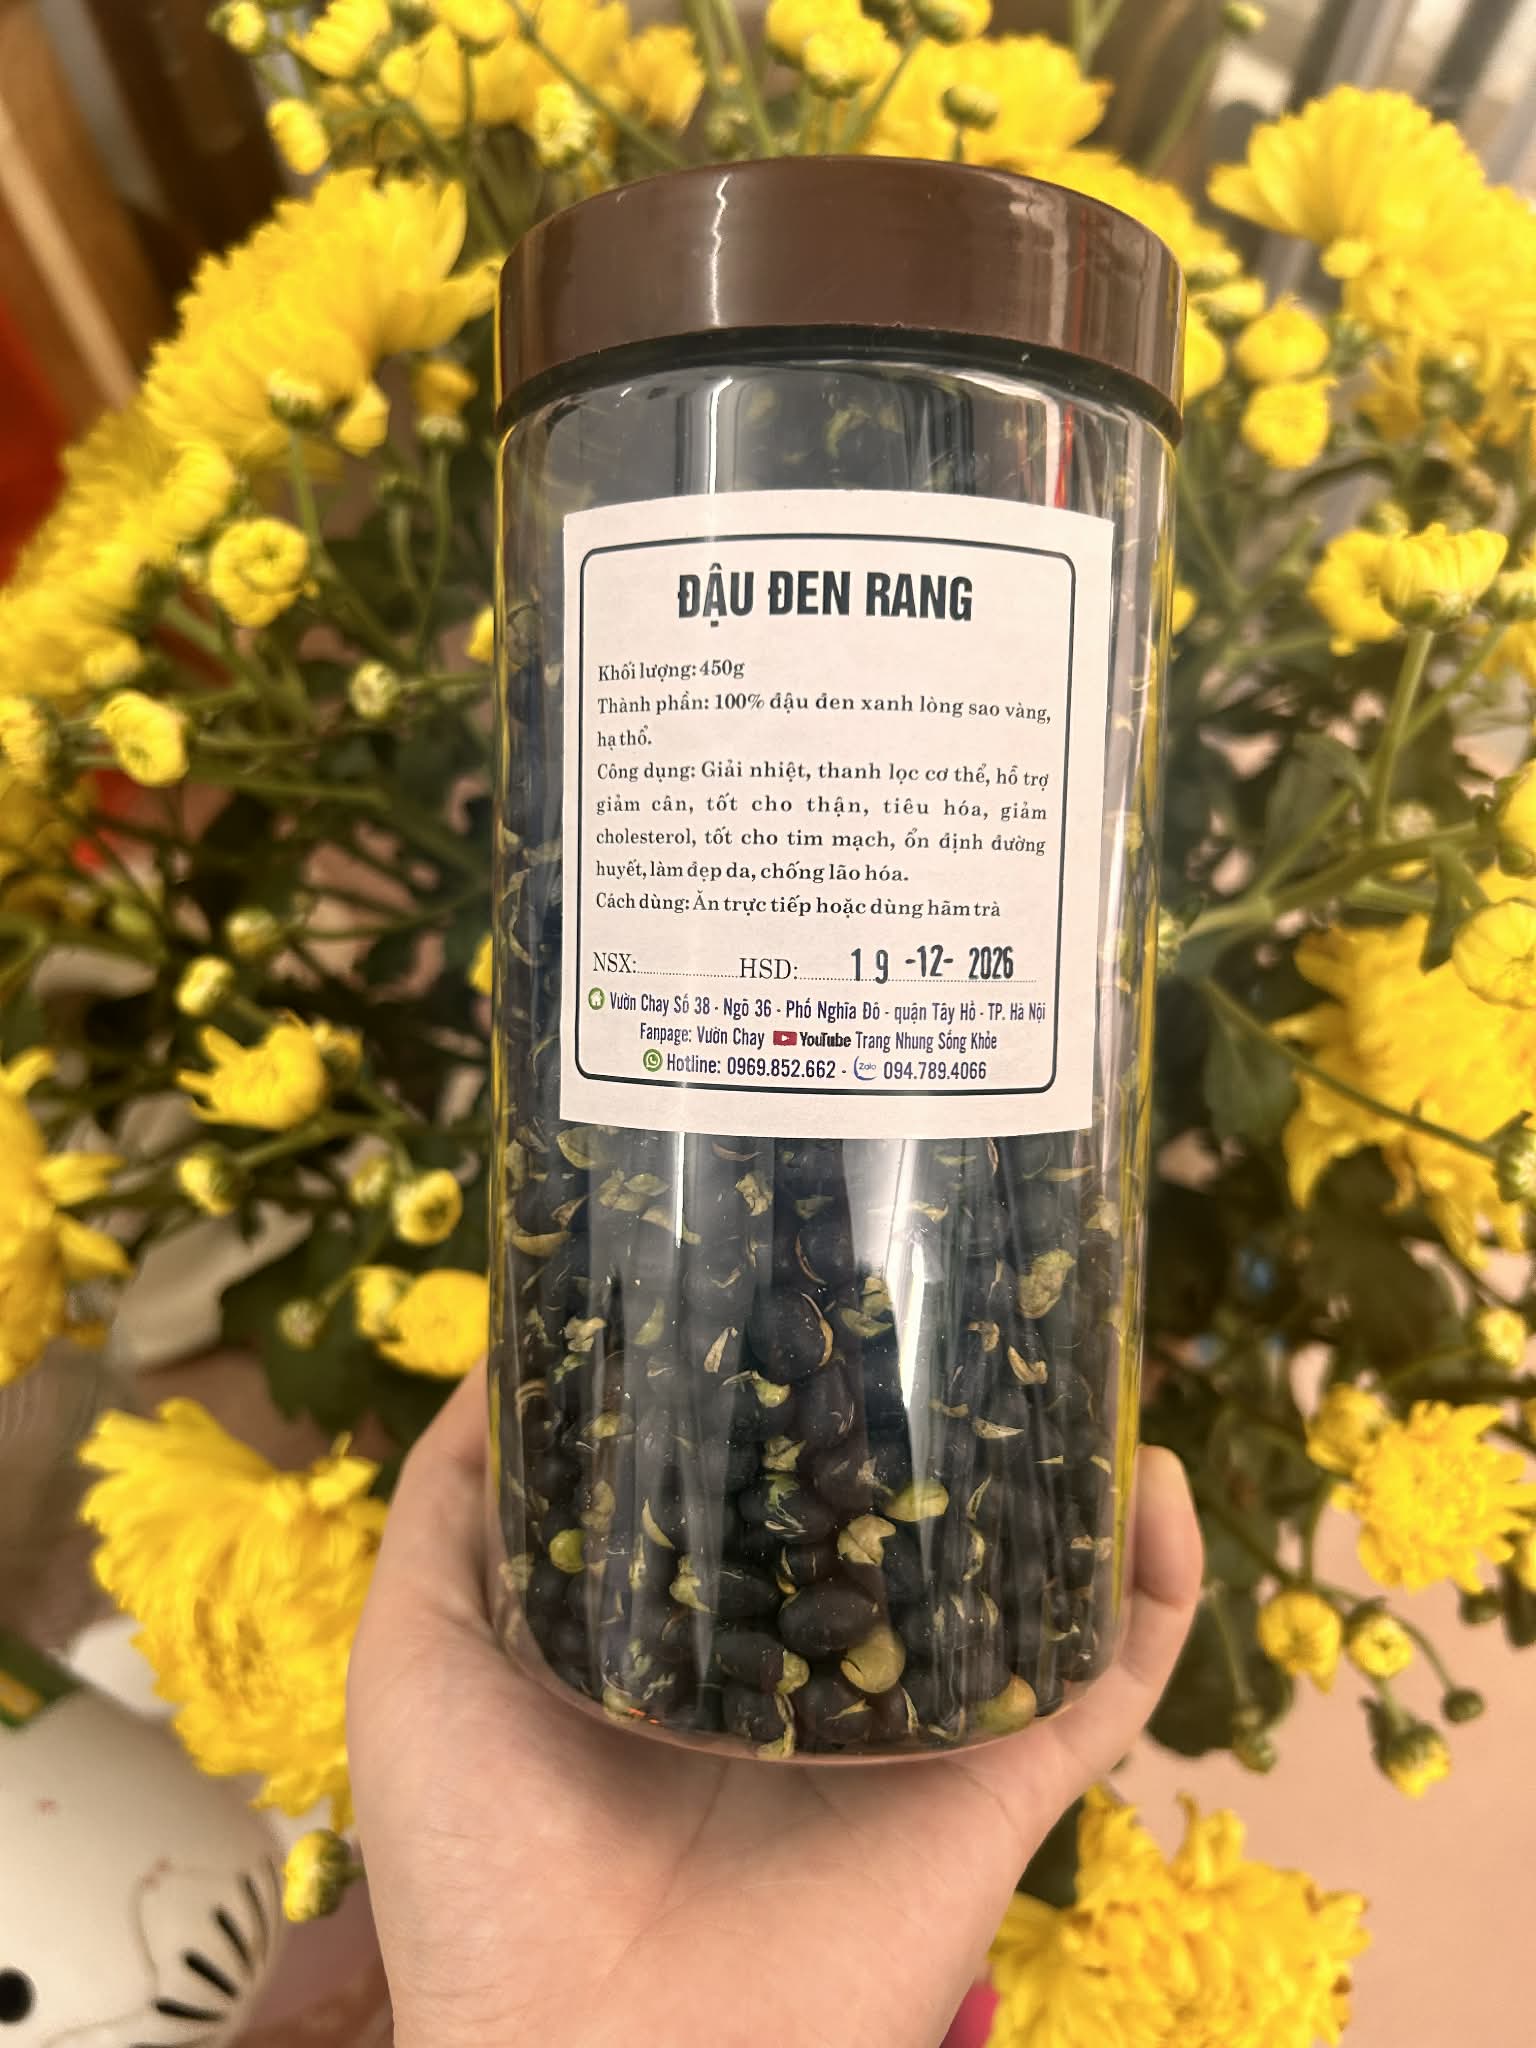 ĐẬU ĐEN RANG
Khối lượng: 450g
Thành phần: 100% đậu đen xanh lòng sao vàng,
hạ thổ.
Công dụng: Giải nhiệt, thanh lọc cơ thể, hỗ trợ
giảm cân, tốt cho thận, tiêu hóa, giảm
cholesterol, tốt cho tim mạch, ổn định đường
huyết, làm đẹp da, chống lão hóa.
Cách dùng: Ăn trực tiếp hoặc dùng hãm trà
NSX:....................HSD:........19 -12- 2026
Vườn Chay Số 38 - Ngõ 36 - Phố Nghĩa Đô - quận Tây Hồ - TP. Hà Nội
Fanpage: Vườn Chay YouTube Trang Nhung Sống Khỏe
Hotline: 0969.852.662 - Zalo 094.789.4066